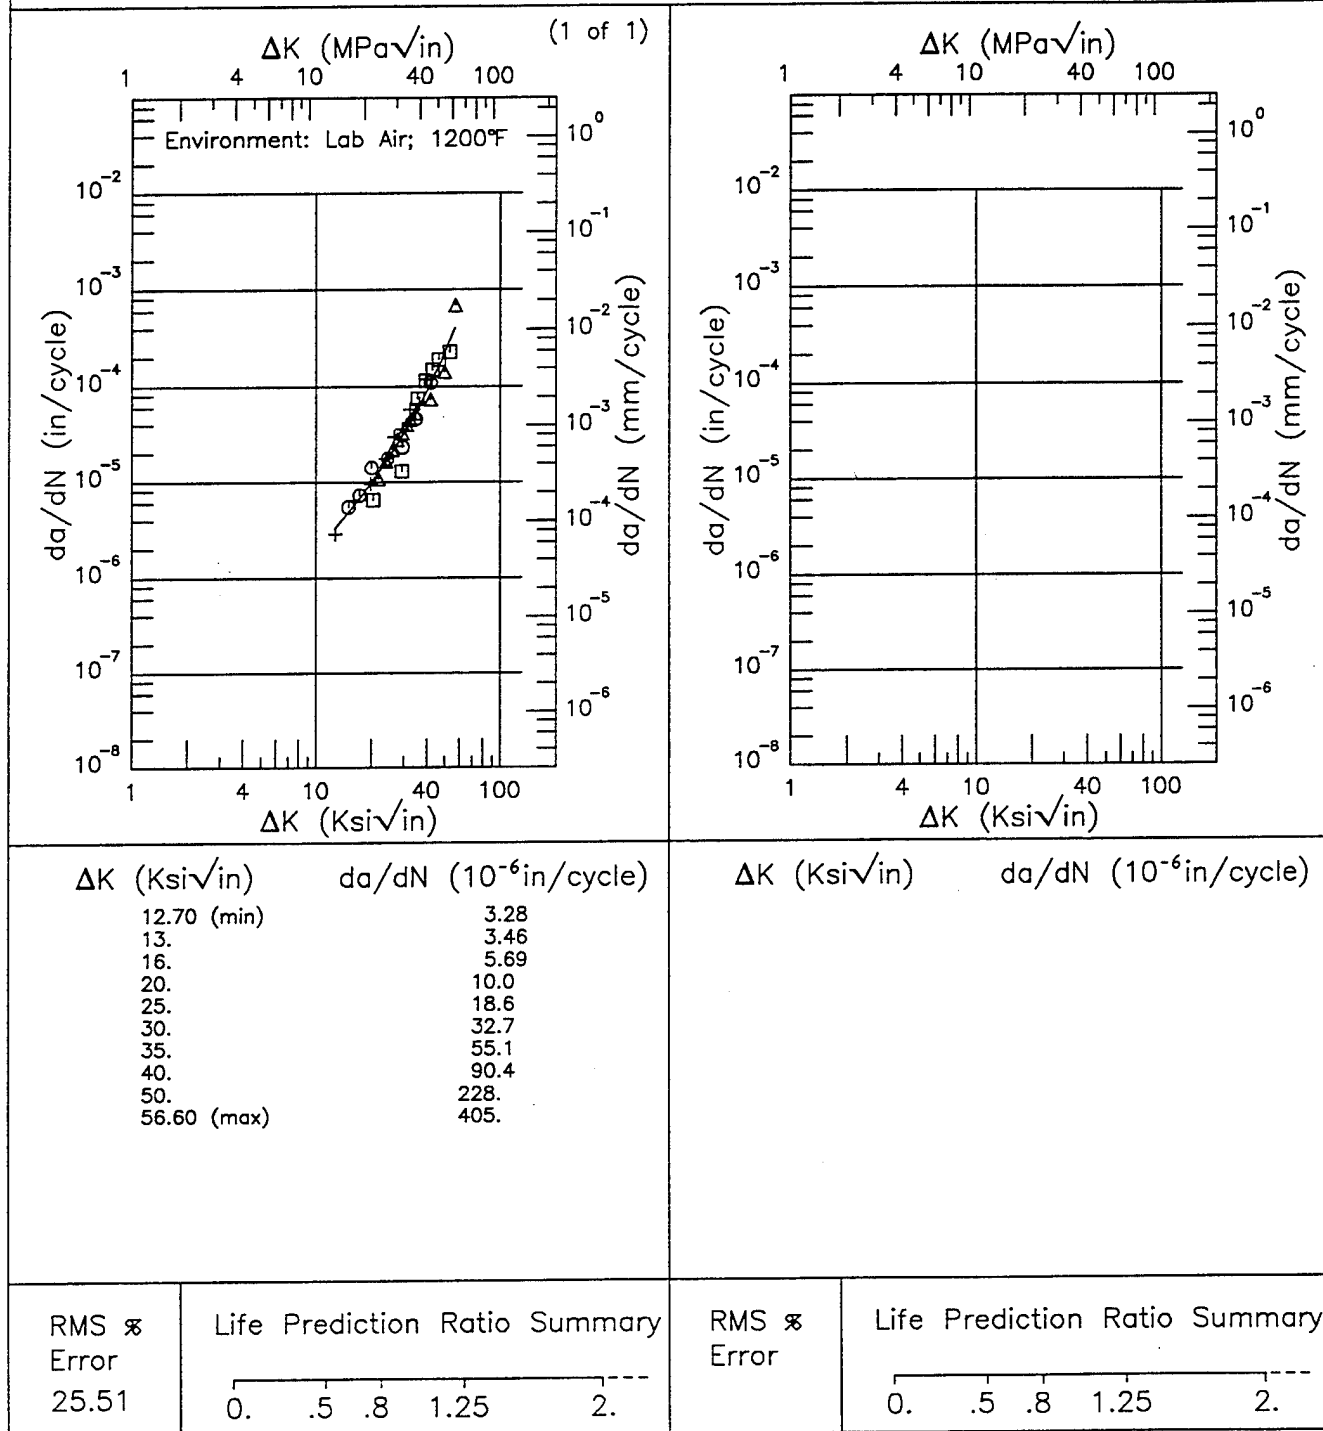 (1 of 1)
ΔK (MPa√in)
1 4 10 40 100
Environment: Lab Air; 1200°F
da/dN (in/cycle)
10⁻²
10⁻³
10⁻⁴
10⁻⁵
10⁻⁶
10⁻⁷
10⁻⁸
10⁰
10⁻¹
10⁻²
10⁻³
10⁻⁴
10⁻⁵
10⁻⁶
da/dN (mm/cycle)
1 4 10 40 100
ΔK (Ksi√in)
ΔK (MPa√in)
1 4 10 40 100
da/dN (in/cycle)
10⁻²
10⁻³
10⁻⁴
10⁻⁵
10⁻⁶
10⁻⁷
10⁻⁸
10⁰
10⁻¹
10⁻²
10⁻³
10⁻⁴
10⁻⁵
10⁻⁶
da/dN (mm/cycle)
1 4 10 40 100
ΔK (Ksi√in)
ΔK (Ksi√in) da/dN (10⁻⁶in/cycle)
12.70 (min) 3.28
13. 3.46
16. 5.69
20. 10.0
25. 18.6
30. 32.7
35. 55.1
40. 90.4
50. 228.
56.60 (max) 405.
ΔK (Ksi√in) da/dN (10⁻⁶in/cycle)
RMS %
Error
25.51
Life Prediction Ratio Summary
0. .5 .8 1.25 2.
RMS %
Error
Life Prediction Ratio Summary
0. .5 .8 1.25 2.